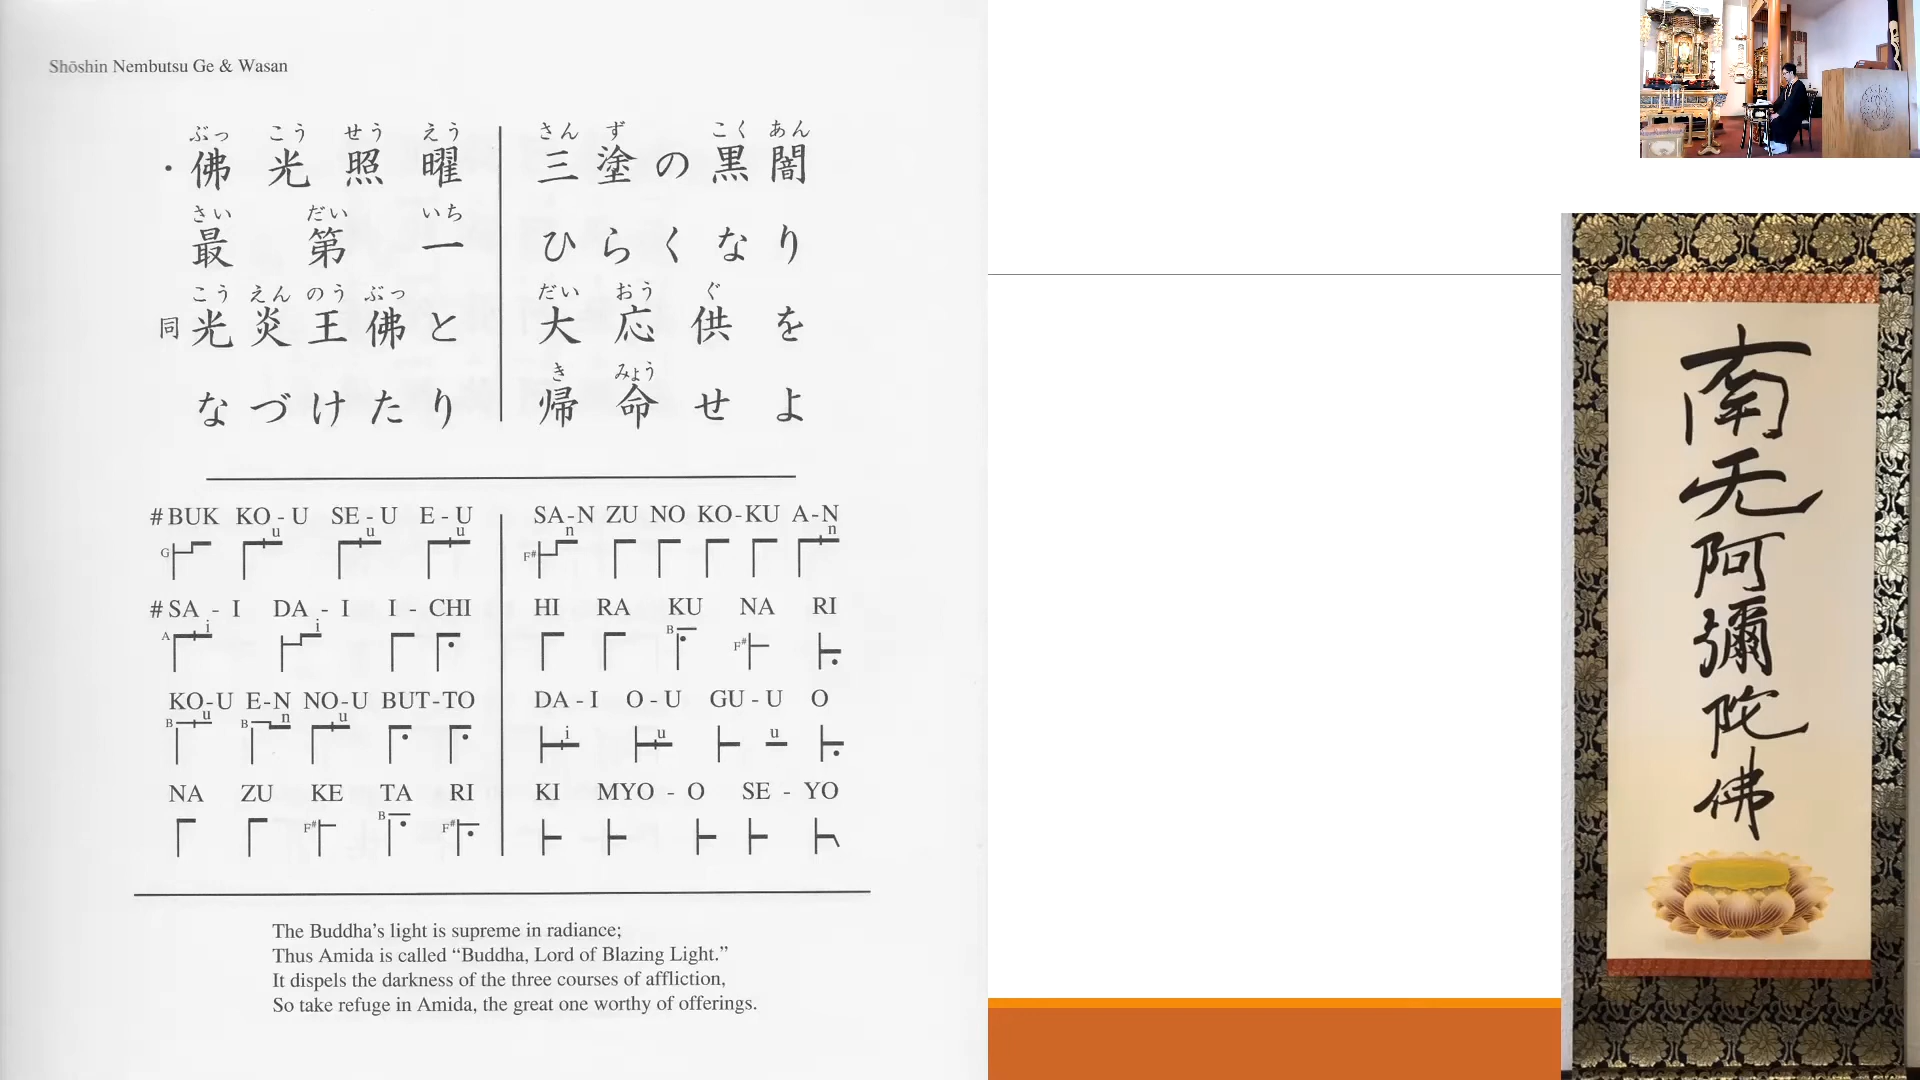 Shōshin Nembutsu Ge & Wasan
ぶっ こう せう えう
・佛 光 照 曜
さい だい いち
最 第 一
こう えん のう ぶっ
同 光 炎 王 佛 と
な づ け た り
さん ず こく あん
三 塗 の 黒 闇
ひ ら く な り
だい おう ぐ
大 応 供 を
き みょう
帰 命 せ よ
# BUK KO - U SE - U E - U
u u u
G
# SA - I DA - I I - CHI
i i
A
KO-U E-N NO-U BUT-TO
u n u
B B
NA ZU KE TA RI
F# B F#
SA-N ZU NO KO-KU A-N
n n
F#
HI RA KU NA RI
B F#
DA - I O - U GU - U O
i u u
KI MYO - O SE - YO
The Buddha’s light is supreme in radiance;
Thus Amida is called “Buddha, Lord of Blazing Light.”
It dispels the darkness of the three courses of affliction,
So take refuge in Amida, the great one worthy of offerings.
南无阿彌陀佛